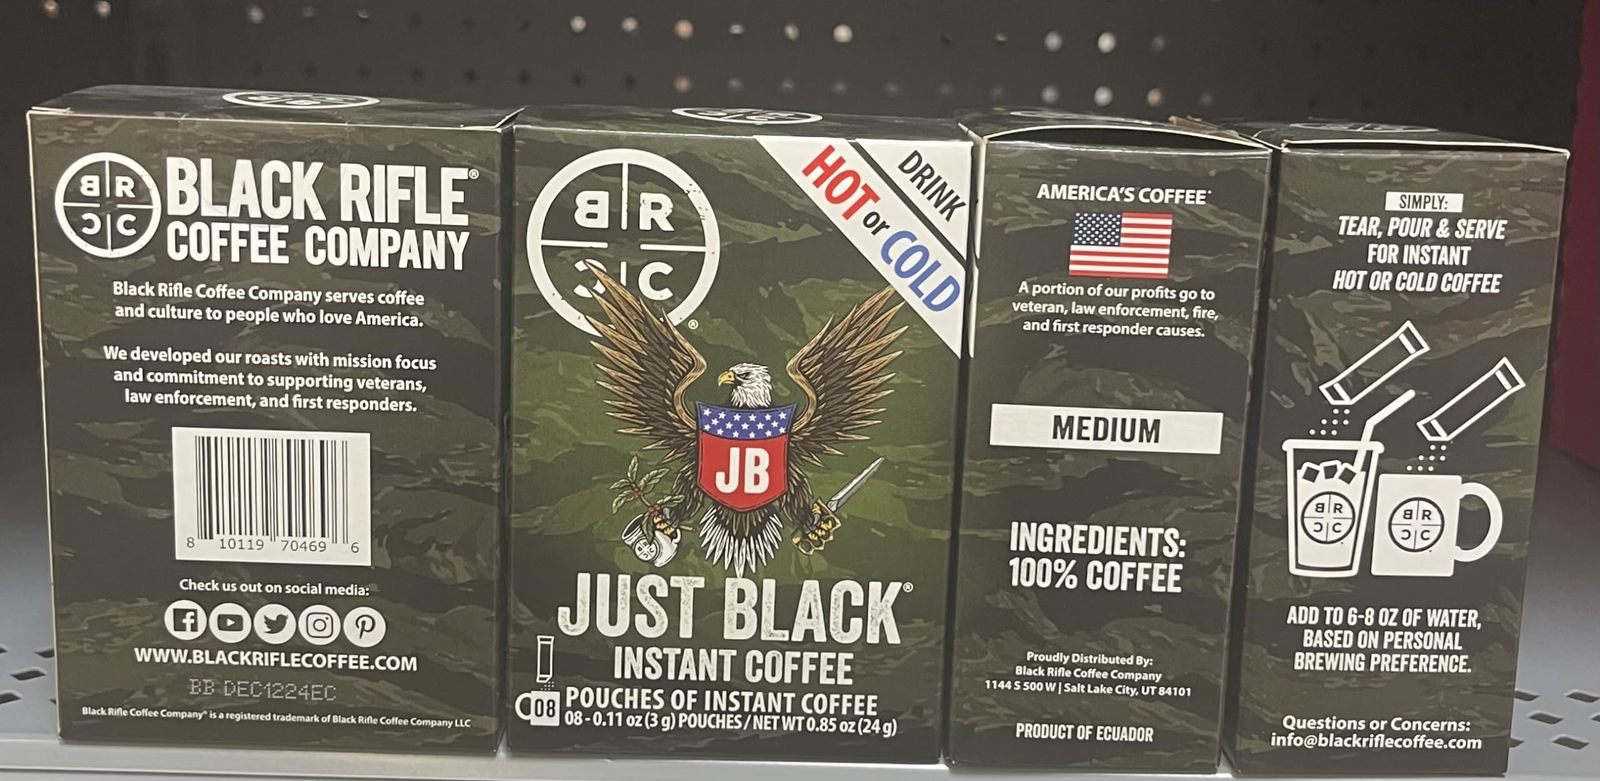 BR
CC
BLACK RIFLE®
COFFEE COMPANY
Black Rifle Coffee Company serves coffee
and culture to people who love America.
We developed our roasts with mission focus
and commitment to supporting veterans,
law enforcement, and first responders.
8 10119 70469 6
Check us out on social media:
WWW.BLACKRIFLECOFFEE.COM
BB DEC1224EC
Black Rifle Coffee Company® is a registered trademark of Black Rifle Coffee Company LLC
BR
CC
®
DRINK
HOT or COLD
JB
JUST BLACK®
INSTANT COFFEE
08 POUCHES OF INSTANT COFFEE
08 - 0.11 oz (3 g) POUCHES / NET WT 0.85 oz (24 g)
AMERICA'S COFFEE
A portion of our profits go to
veteran, law enforcement, fire,
and first responder causes.
MEDIUM
INGREDIENTS:
100% COFFEE
Proudly Distributed By:
Black Rifle Coffee Company
1144 S 500 W | Salt Lake City, UT 84101
PRODUCT OF ECUADOR
SIMPLY:
TEAR, POUR & SERVE
FOR INSTANT
HOT OR COLD COFFEE
BR
CC
BR
CC
ADD TO 6-8 OZ OF WATER,
BASED ON PERSONAL
BREWING PREFERENCE.
Questions or Concerns:
info@blackriflecoffee.com